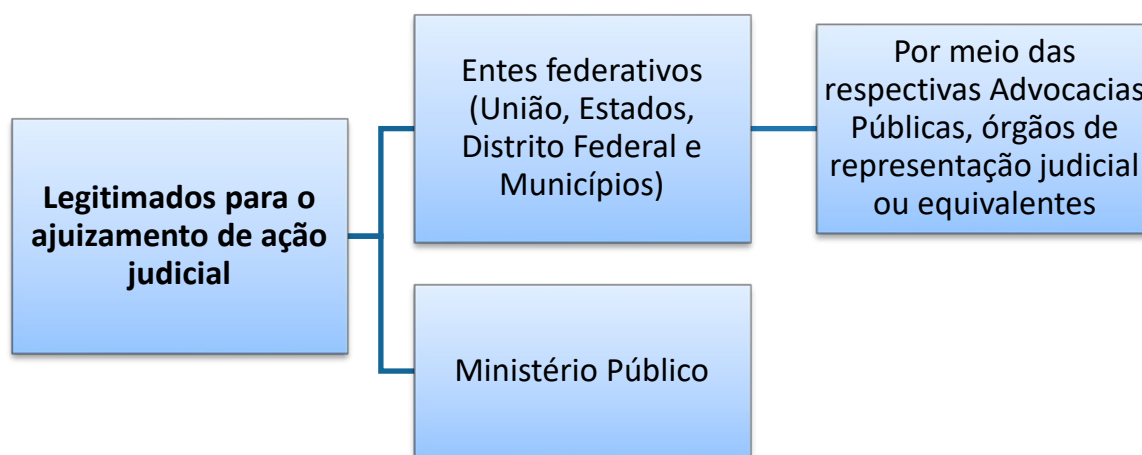 Legitimados para o
ajuizamento de ação
judicial
Entes federativos
(União, Estados,
Distrito Federal e
Municípios)
Por meio das
respectivas Advocacias
Públicas, órgãos de
representação judicial
ou equivalentes
Ministério Público